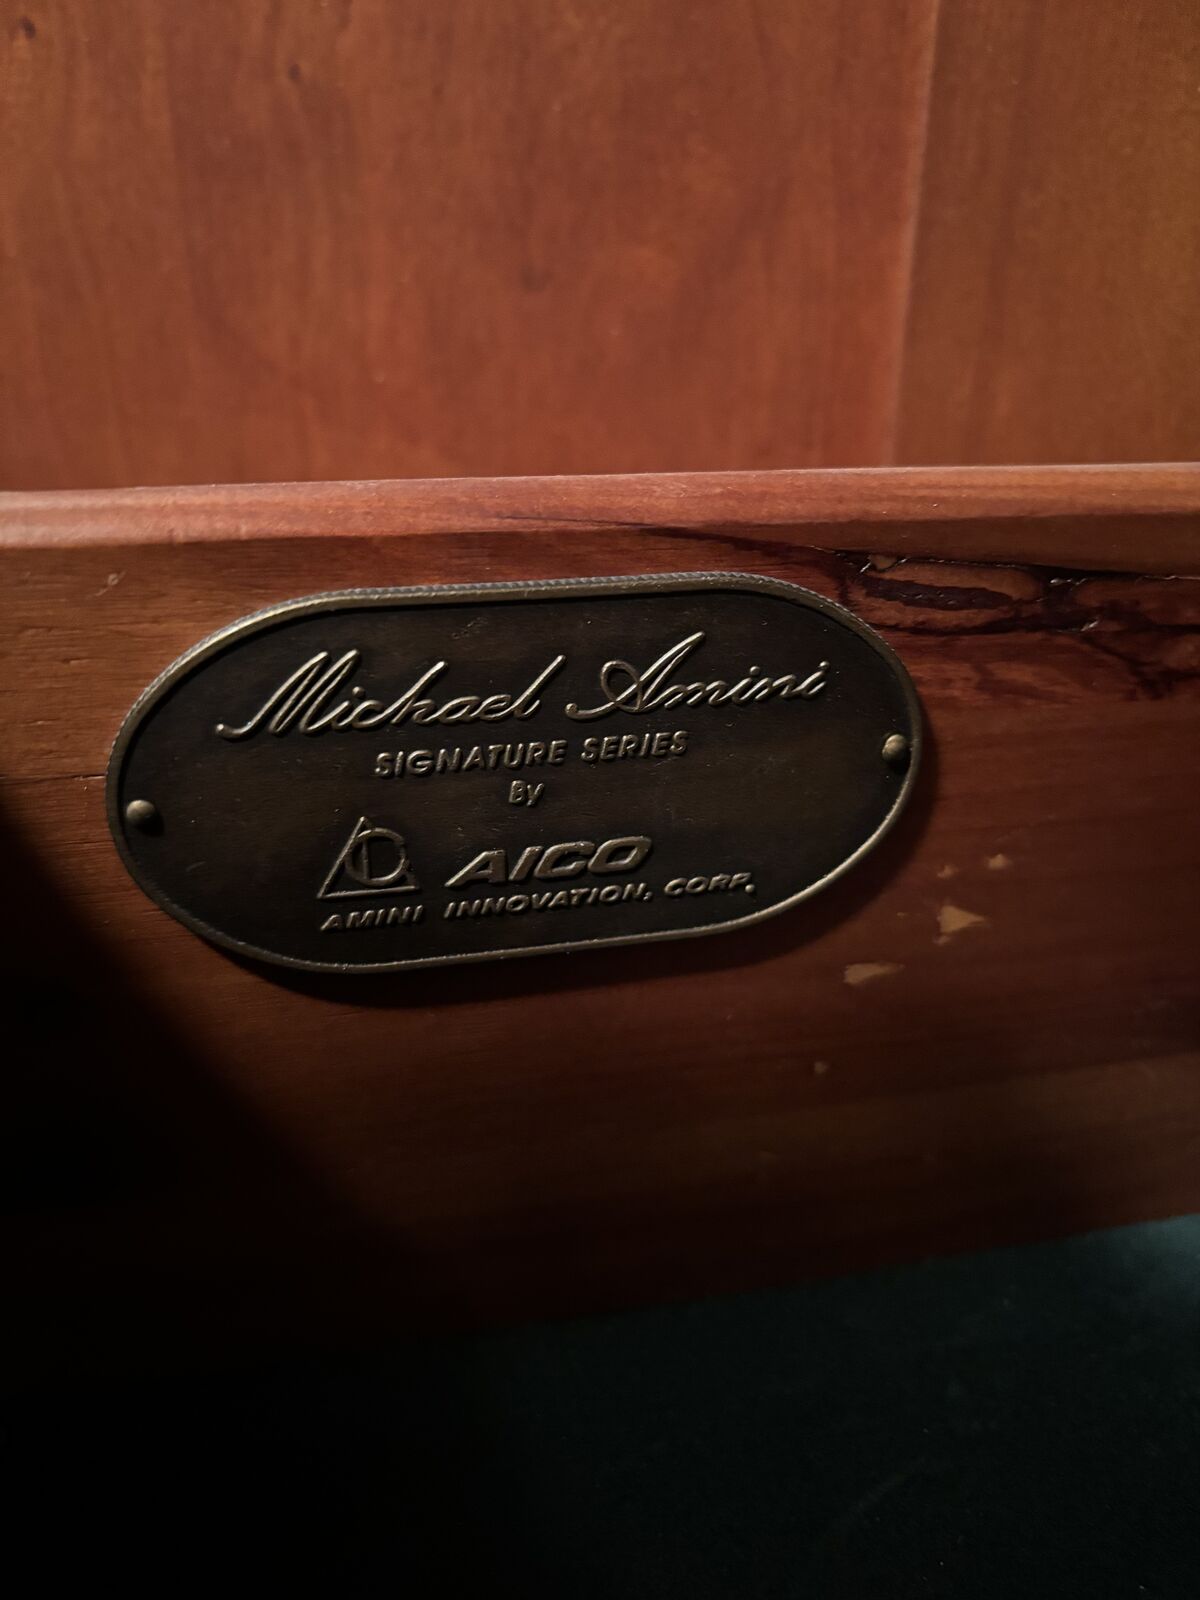 Michael Amini
SIGNATURE SERIES
By
AICO
AMINI INNOVATION, CORP.